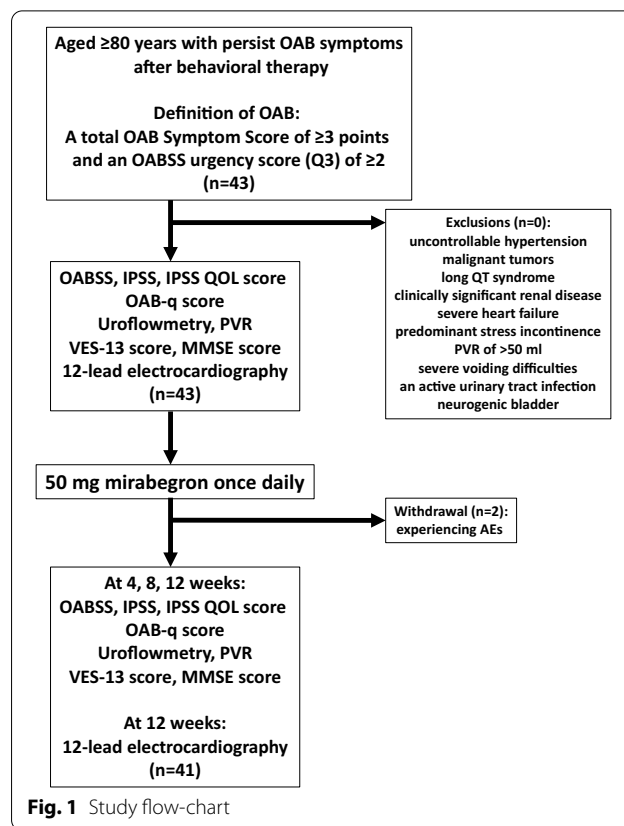 Aged ≥80 years with persist OAB symptoms
after behavioral therapy
Definition of OAB:
A total OAB Symptom Score of ≥3 points
and an OABSS urgency score (Q3) of ≥2
(n=43)
Exclusions (n=0):
uncontrollable hypertension
malignant tumors
long QT syndrome
clinically significant renal disease
severe heart failure
predominant stress incontinence
PVR of >50 ml
severe voiding difficulties
an active urinary tract infection
neurogenic bladder
OABSS, IPSS, IPSS QOL score
OAB-q score
Uroflowmetry, PVR
VES-13 score, MMSE score
12-lead electrocardiography
(n=43)
50 mg mirabegron once daily
Withdrawal (n=2):
experiencing AEs
At 4, 8, 12 weeks:
OABSS, IPSS, IPSS QOL score
OAB-q score
Uroflowmetry, PVR
VES-13 score, MMSE score
At 12 weeks:
12-lead electrocardiography
(n=41)
Fig. 1 Study flow-chart